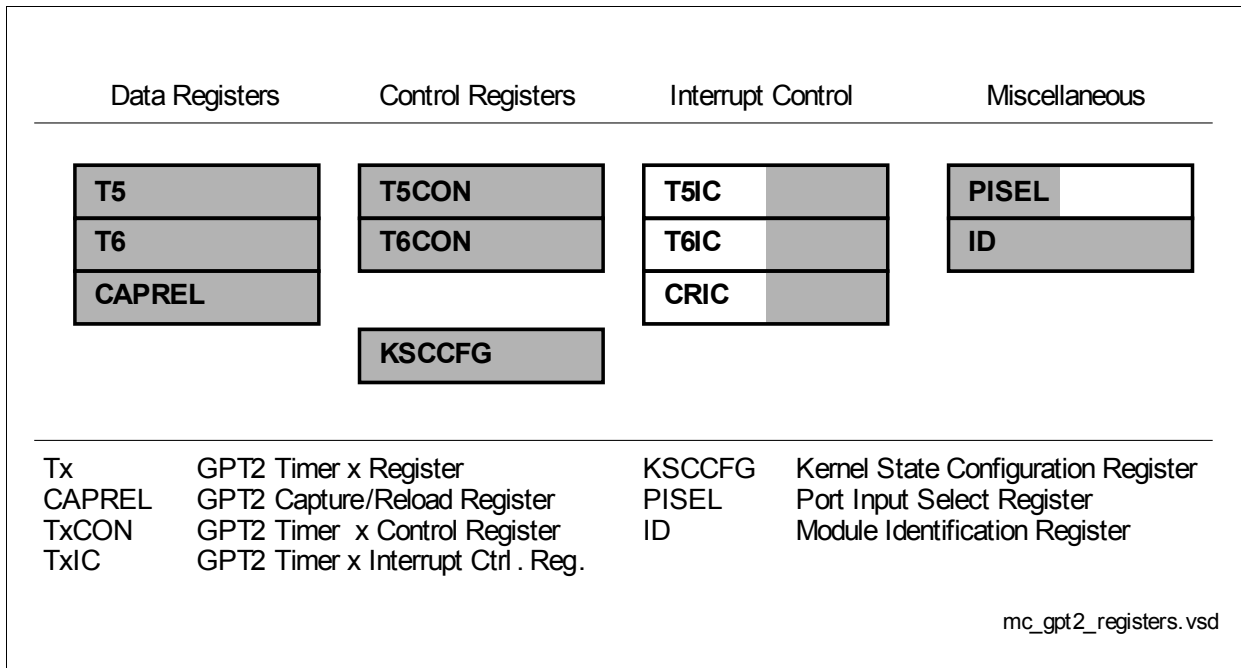 Data Registers
Control Registers
Interrupt Control
Miscellaneous
T5
T5CON
T5IC
PISEL
T6
T6CON
T6IC
ID
CAPREL
CRIC
KSCCFG
Tx GPT2 Timer x Register
CAPREL GPT2 Capture/Reload Register
TxCON GPT2 Timer x Control Register
TxIC GPT2 Timer x Interrupt Ctrl . Reg.
KSCCFG Kernel State Configuration Register
PISEL Port Input Select Register
ID Module Identification Register
mc_gpt2_registers.vsd